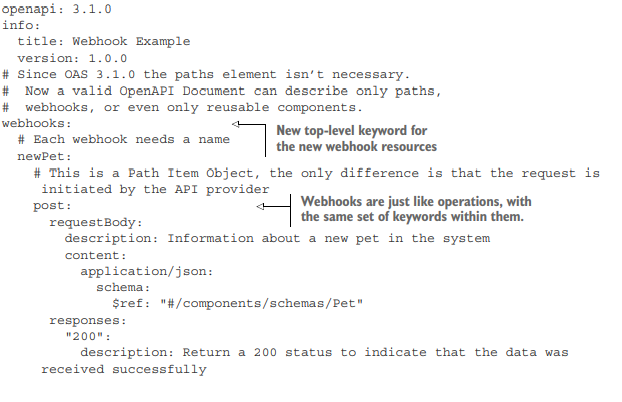 openapi: 3.1.0
info:
  title: Webhook Example
  version: 1.0.0
# Since OAS 3.1.0 the paths element isn't necessary.
#  Now a valid OpenAPI Document can describe only paths,
#  webhooks, or even only reusable components.
webhooks:
New top-level keyword for
the new webhook resources
  # Each webhook needs a name
  newPet:
    # This is a Path Item Object, the only difference is that the request is
     initiated by the API provider
    post:
Webhooks are just like operations, with
the same set of keywords within them.
      requestBody:
        description: Information about a new pet in the system
        content:
          application/json:
            schema:
              $ref: "#/components/schemas/Pet"
      responses:
        "200":
          description: Return a 200 status to indicate that the data was
     received successfully